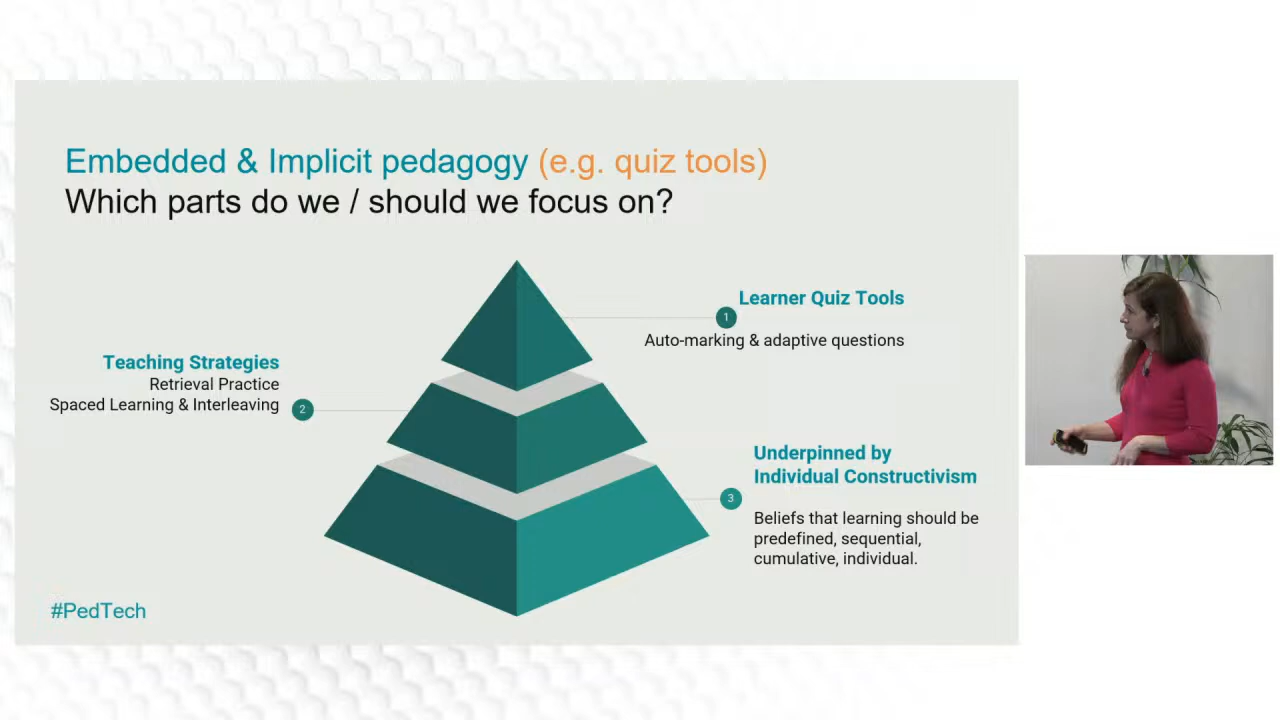 Embedded & Implicit pedagogy (e.g. quiz tools)
Which parts do we / should we focus on?
Learner Quiz Tools
1
Auto-marking & adaptive questions
Teaching Strategies
Retrieval Practice
Spaced Learning & Interleaving
2
Underpinned by
Individual Constructivism
3
Beliefs that learning should be
predefined, sequential,
cumulative, individual.
#PedTech